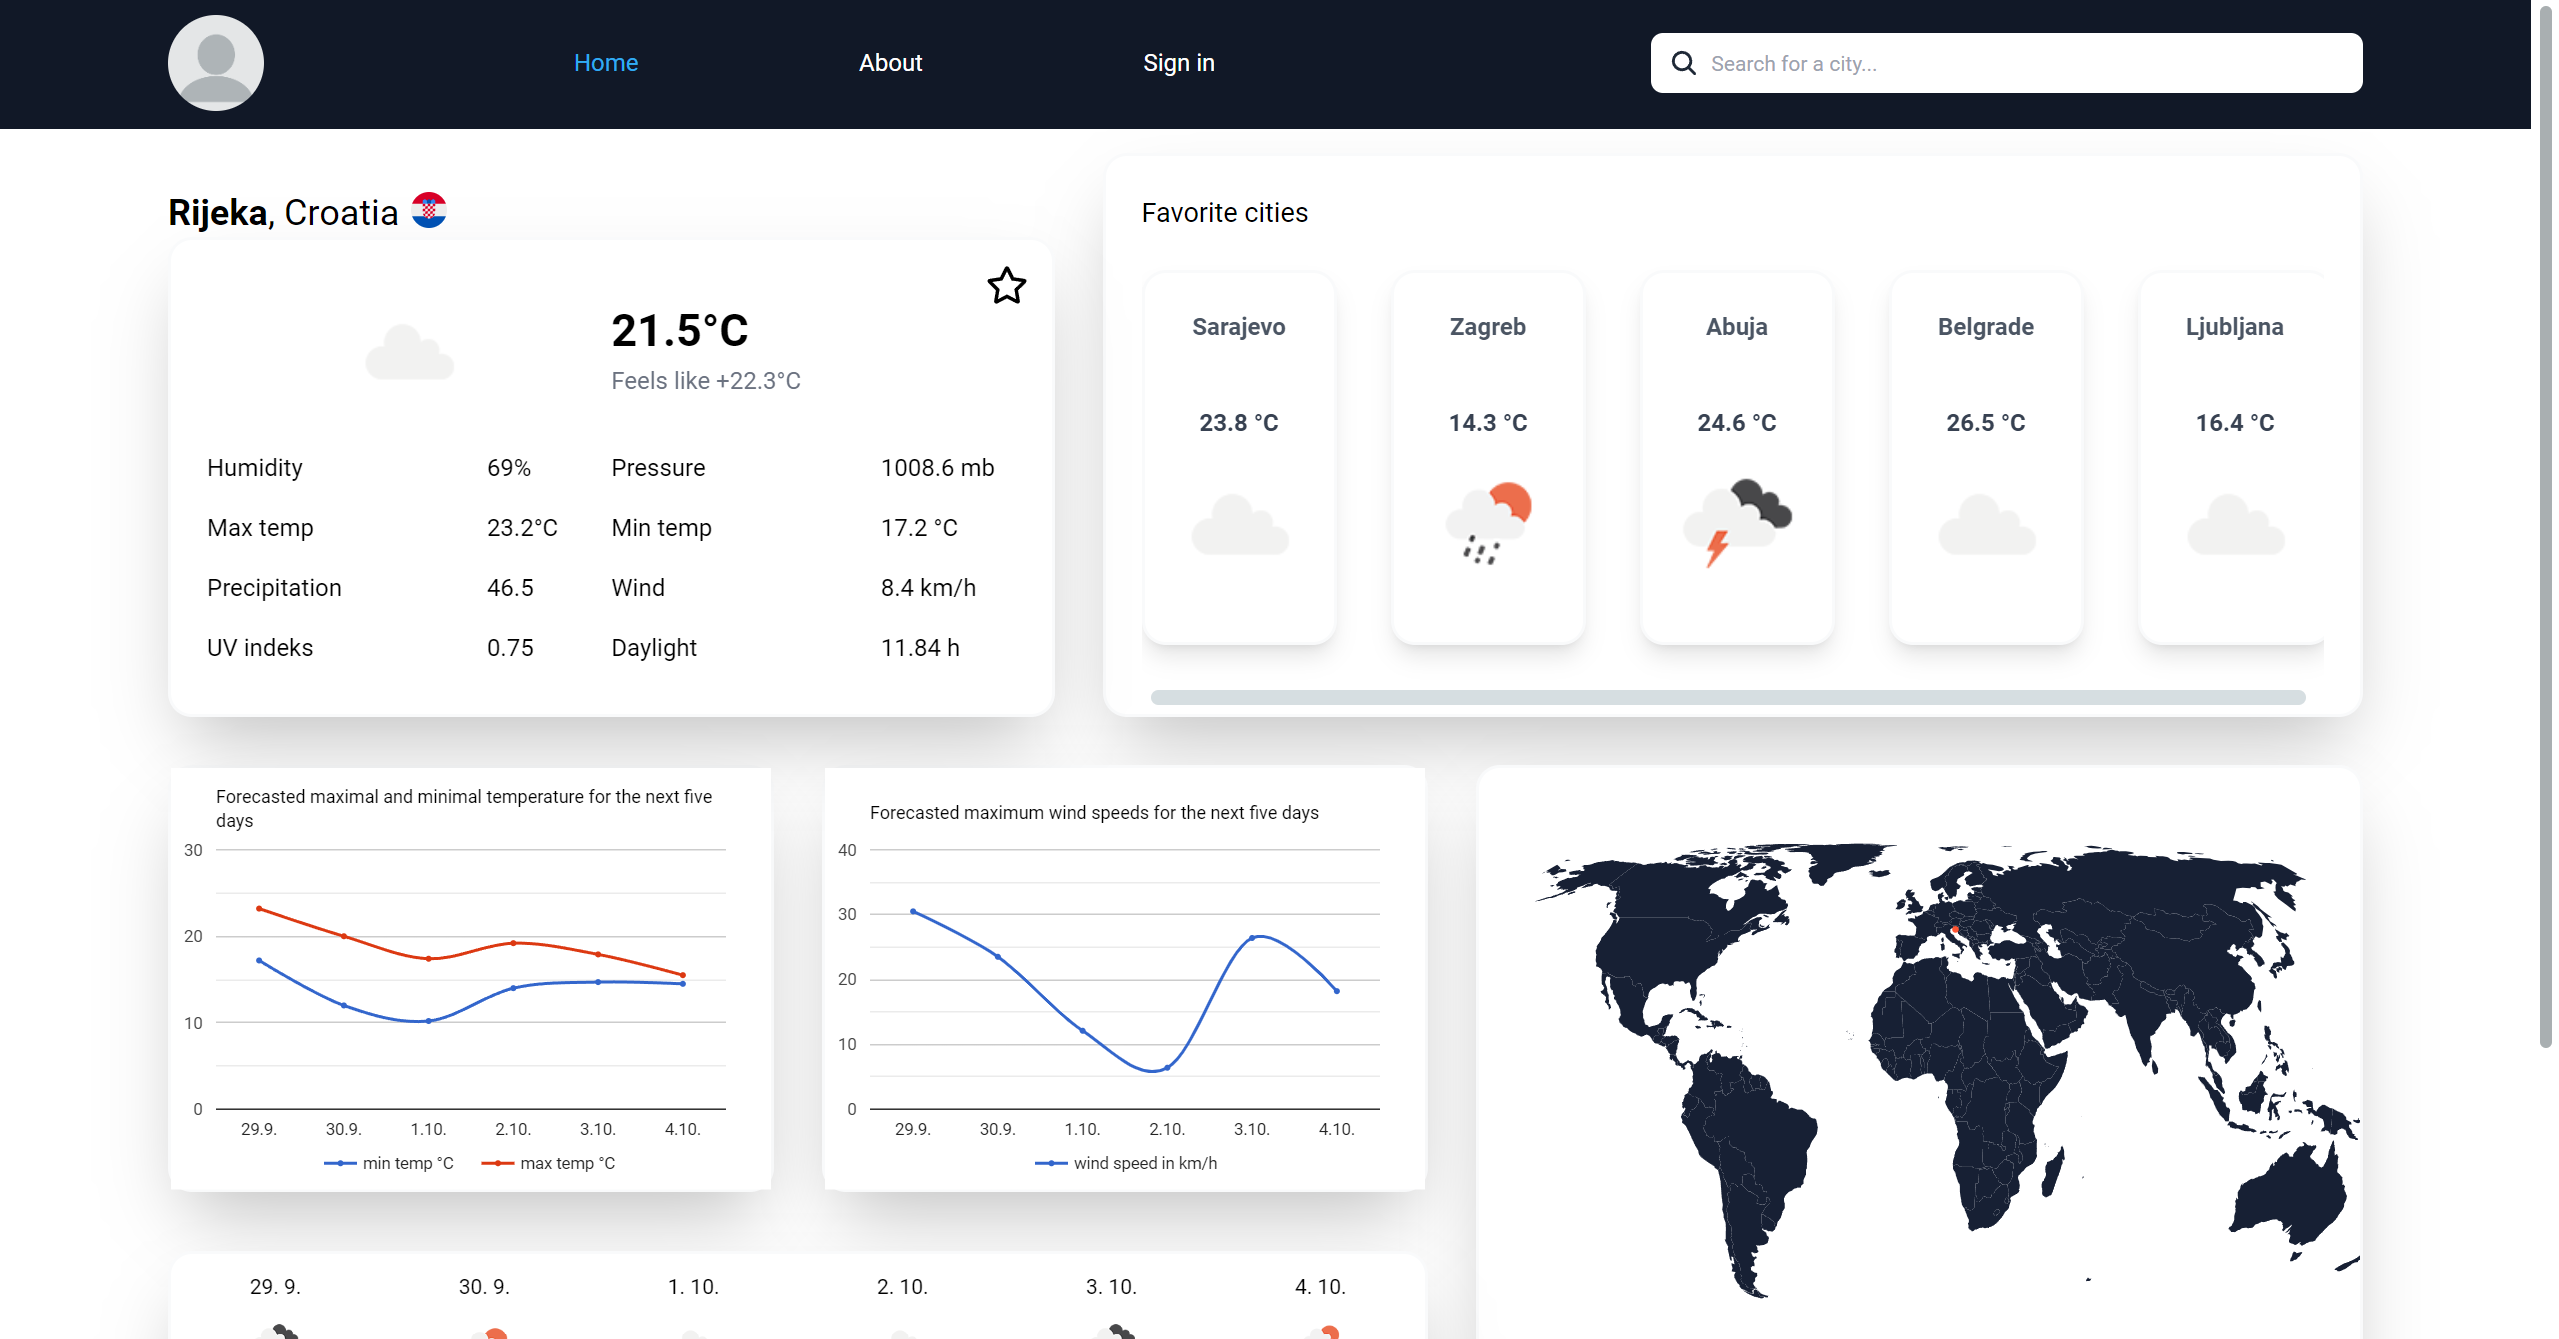 Home
About
Sign in
Search for a city...
Rijeka, Croatia
21.5°C
Feels like +22.3°C
Humidity 69% Pressure 1008.6 mb
Max temp 23.2°C Min temp 17.2 °C
Precipitation 46.5 Wind 8.4 km/h
UV indeks 0.75 Daylight 11.84 h
Favorite cities
Sarajevo
23.8 °C
Zagreb
14.3 °C
Abuja
24.6 °C
Belgrade
26.5 °C
Ljubljana
16.4 °C
Forecasted maximal and minimal temperature for the next five
days
30
20
10
0
29.9. 30.9. 1.10. 2.10. 3.10. 4.10.
min temp °C max temp °C
Forecasted maximum wind speeds for the next five days
40
30
20
10
0
29.9. 30.9. 1.10. 2.10. 3.10. 4.10.
wind speed in km/h
29. 9. 30. 9. 1. 10. 2. 10. 3. 10. 4. 10.